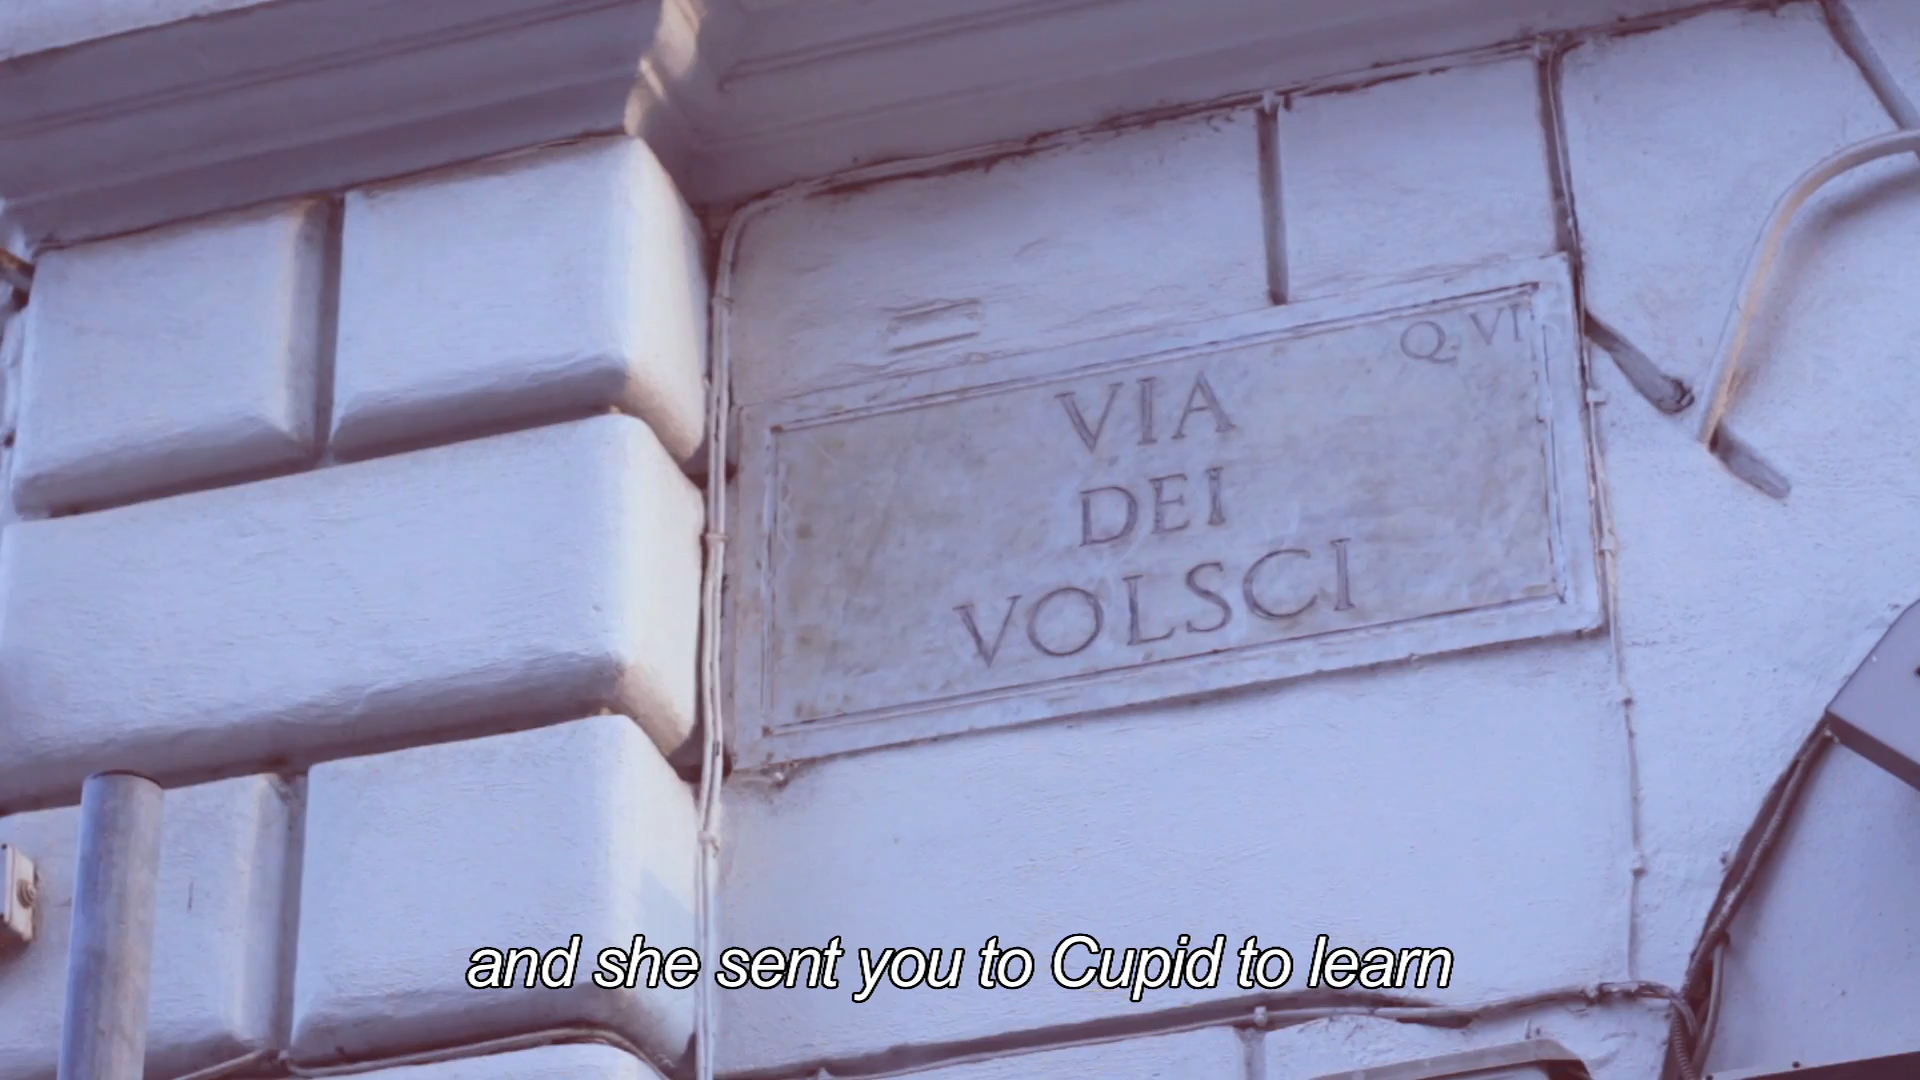 Q. VI
VIA
DEI
VOLSCI
and she sent you to Cupid to learn